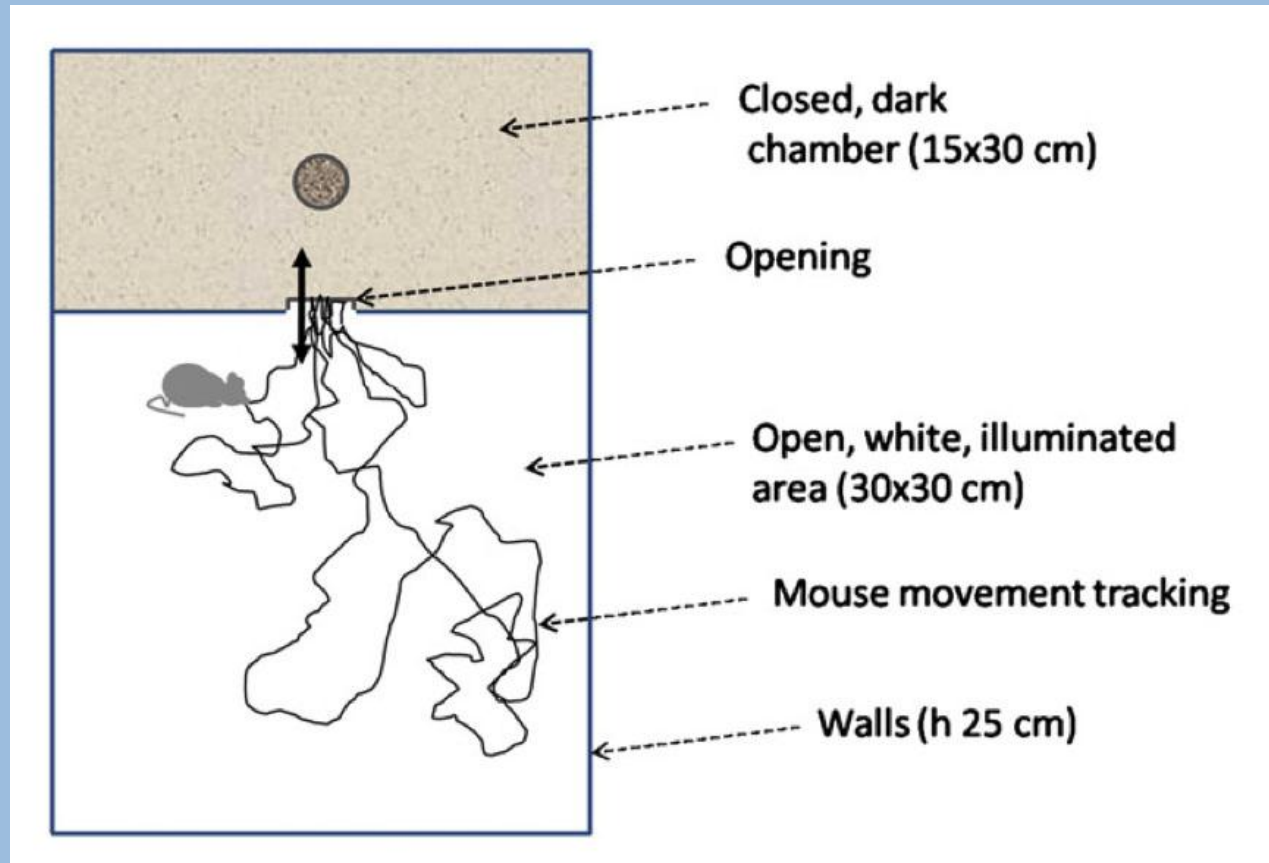 Closed, dark
chamber (15x30 cm)
Opening
Open, white, illuminated
area (30x30 cm)
Mouse movement tracking
Walls (h 25 cm)